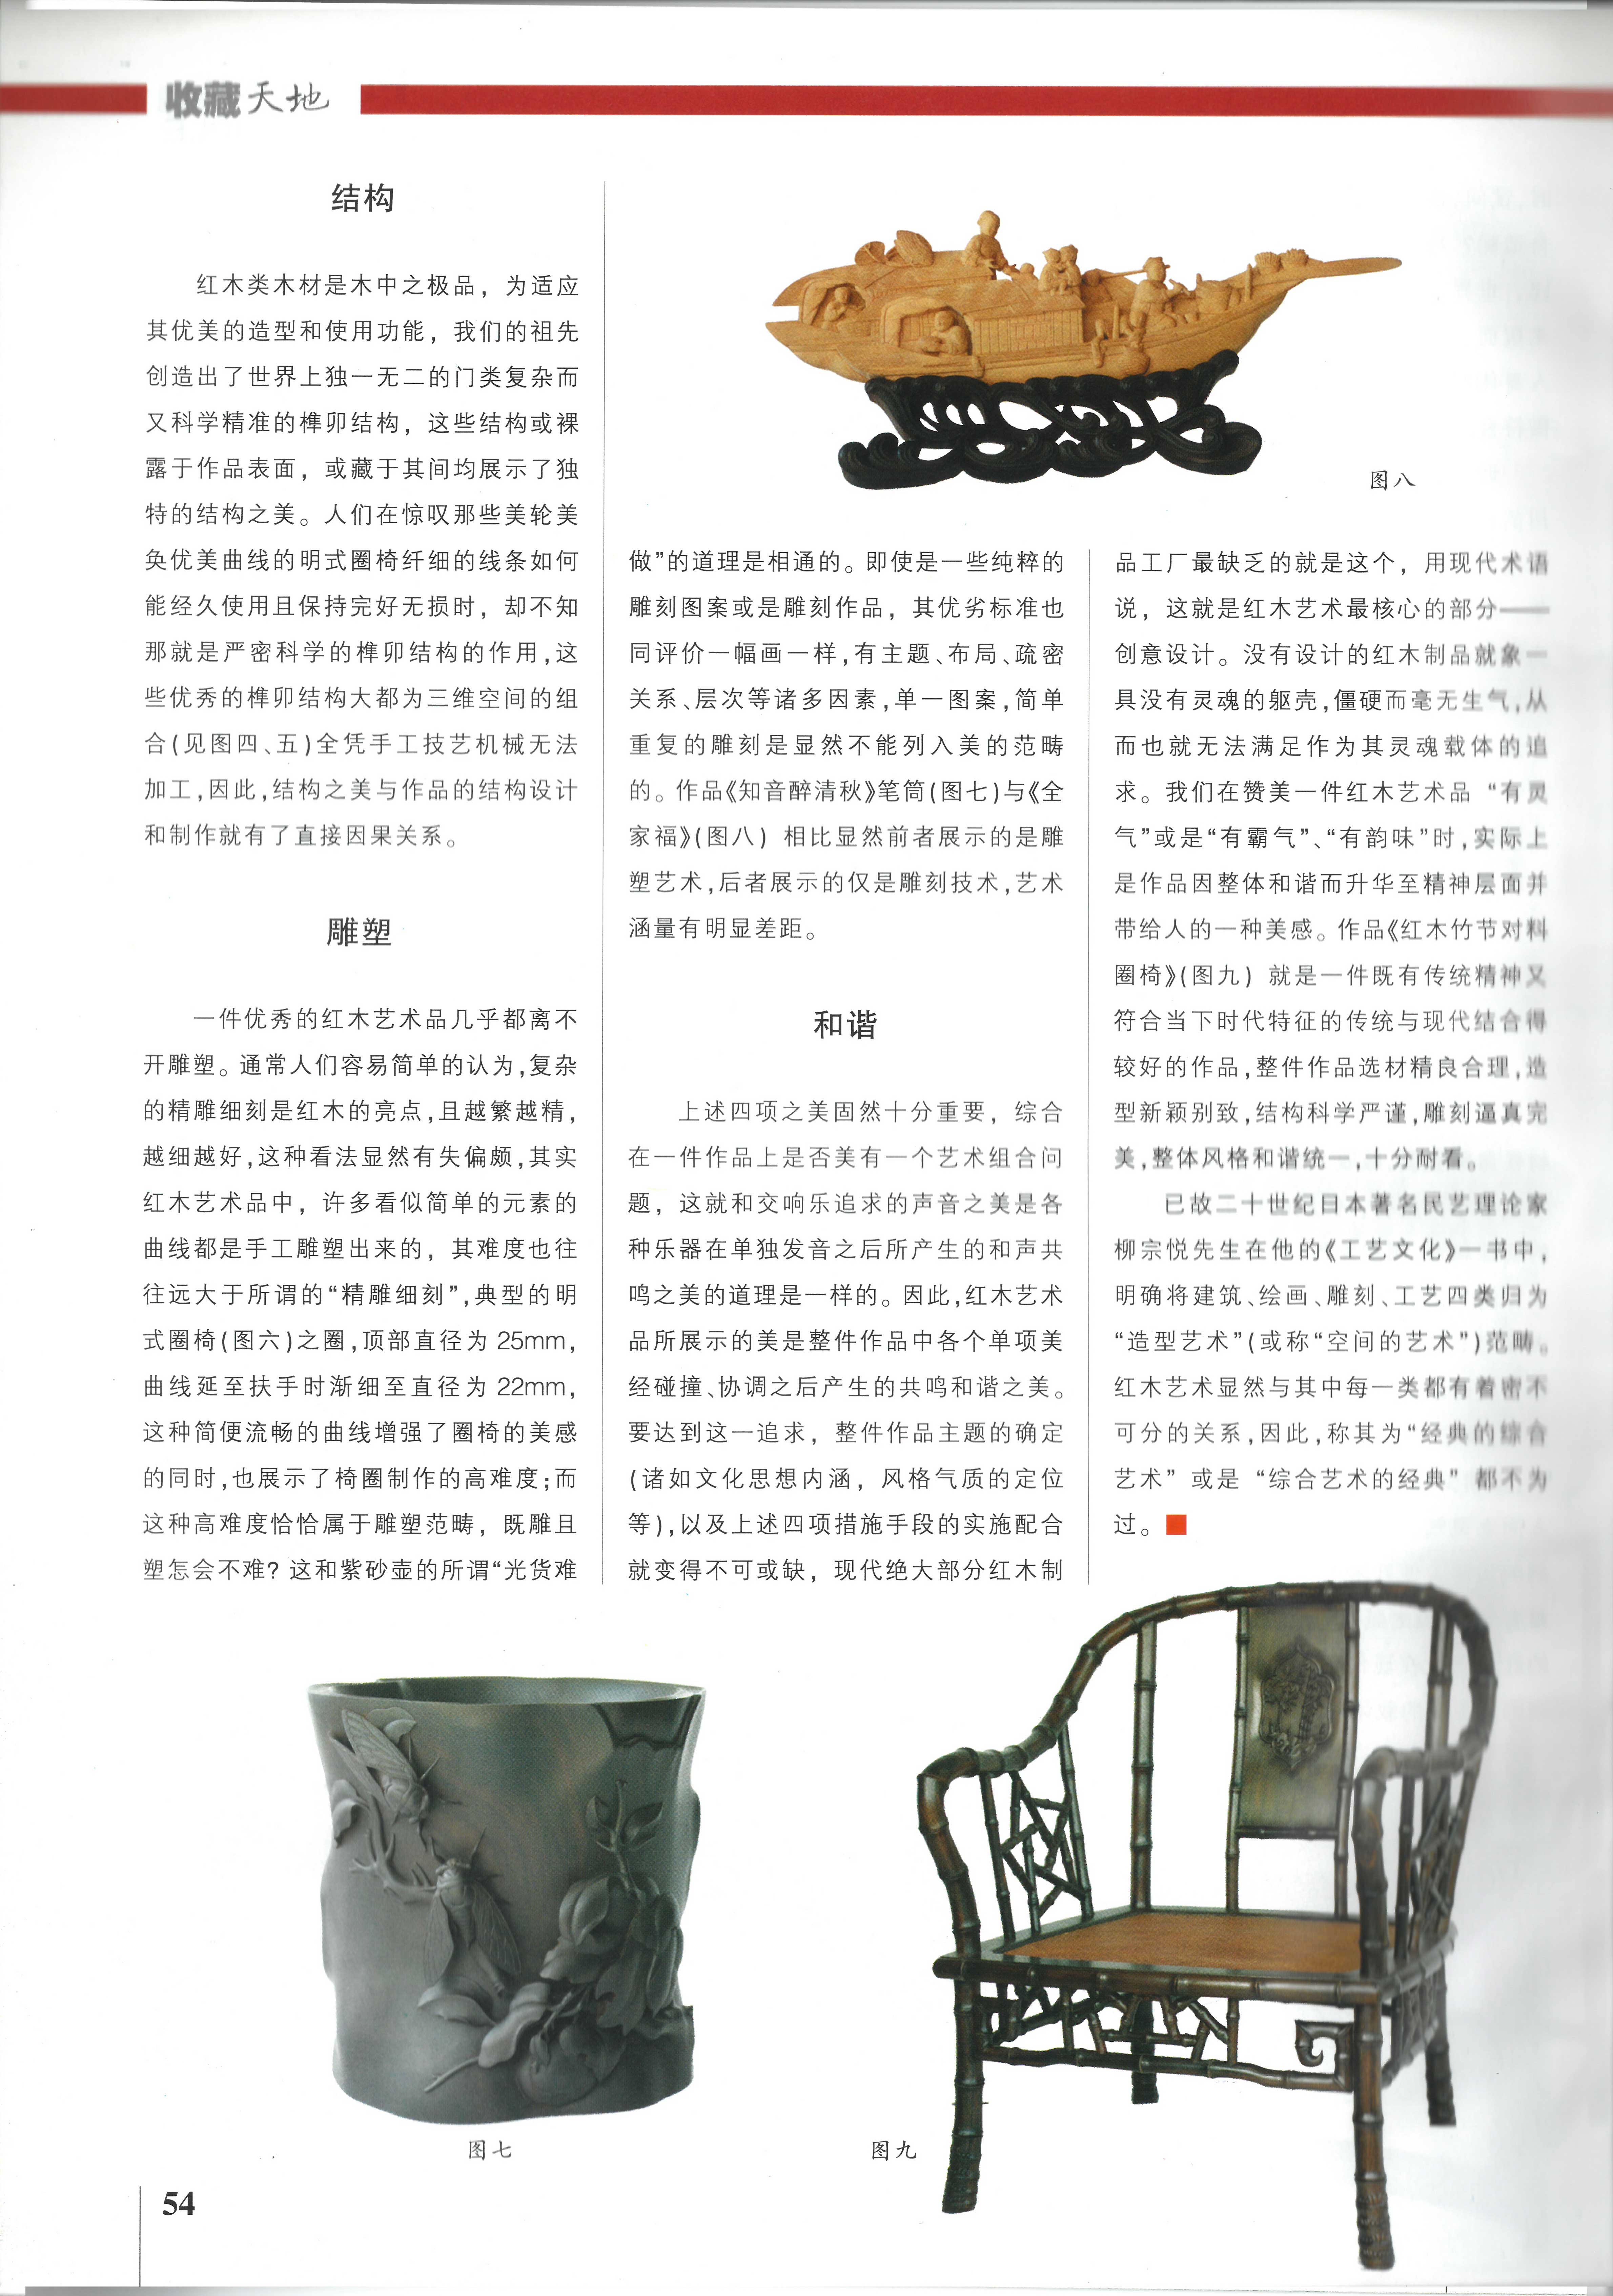 收藏天地
结构
红木类木材是木中之极品，为适应
其优美的造型和使用功能，我们的祖先
创造出了世界上独一无二的门类复杂而
又科学精准的榫卯结构，这些结构或裸
露于作品表面，或藏于其间均展示了独
特的结构之美。人们在惊叹那些美轮美
奂优美曲线的明式圈椅纤细的线条如何
能经久使用且保持完好无损时，却不知
那就是严密科学的榫卯结构的作用，这
些优秀的榫卯结构大都为三维空间的组
合(见图四、五)全凭手工技艺机械无法
加工，因此，结构之美与作品的结构设计
和制作就有了直接因果关系。
雕塑
一件优秀的红木艺术品几乎都离不
开雕塑。通常人们容易简单的认为，复杂
的精雕细刻是红木的亮点，且越繁越精，
越细越好，这种看法显然有失偏颇，其实
红木艺术品中，许多看似简单的元素的
曲线都是手工雕塑出来的，其难度也往
往远大于所谓的“精雕细刻”，典型的明
式圈椅(图六)之圈，顶部直径为 25mm，
曲线延至扶手时渐细至直径为 22mm，
这种简便流畅的曲线增强了圈椅的美感
的同时，也展示了椅圈制作的高难度；而
这种高难度恰恰属于雕塑范畴，既雕且
塑怎会不难？这和紫砂壶的所谓“光货难
图八
做”的道理是相通的。即使是一些纯粹的
雕刻图案或是雕刻作品，其优劣标准也
同评价一幅画一样，有主题、布局、疏密
关系、层次等诸多因素，单一图案，简单
重复的雕刻是显然不能列入美的范畴
的。作品《知音醉清秋》笔筒(图七)与《全
家福》(图八) 相比显然前者展示的是雕
塑艺术，后者展示的仅是雕刻技术，艺术
涵量有明显差距。
和谐
上述四项之美固然十分重要，综合
在一件作品上是否美有一个艺术组合问
题，这就和交响乐追求的声音之美是各
种乐器在单独发音之后所产生的和声共
鸣之美的道理是一样的。因此，红木艺术
品所展示的美是整件作品中各个单项美
经碰撞、协调之后产生的共鸣和谐之美。
要达到这一追求，整件作品主题的确定
(诸如文化思想内涵，风格气质的定位
等)，以及上述四项措施手段的实施配合
就变得不可或缺，现代绝大部分红木制
品工厂最缺乏的就是这个，用现代术语
说，这就是红木艺术最核心的部分——
创意设计。没有设计的红木制品就象一
具没有灵魂的躯壳，僵硬而毫无生气，从
而也就无法满足作为其灵魂载体的追
求。我们在赞美一件红木艺术品“有灵
气”或是“有霸气”、“有韵味”时，实际上
是作品因整体和谐而升华至精神层面并
带给人的一种美感。作品《红木竹节对料
圈椅》(图九) 就是一件既有传统精神又
符合当下时代特征的传统与现代结合得
较好的作品，整件作品选材精良合理，造
型新颖别致，结构科学严谨，雕刻逼真完
美，整体风格和谐统一，十分耐看。
已故二十世纪日本著名民艺理论家
柳宗悦先生在他的《工艺文化》一书中，
明确将建筑、绘画、雕刻、工艺四类归为
“造型艺术”(或称“空间的艺术”)范畴。
红木艺术显然与其中每一类都有着密不
可分的关系，因此，称其为“经典的综合
艺术”或是“综合艺术的经典”都不为
过。
图七
图九
54